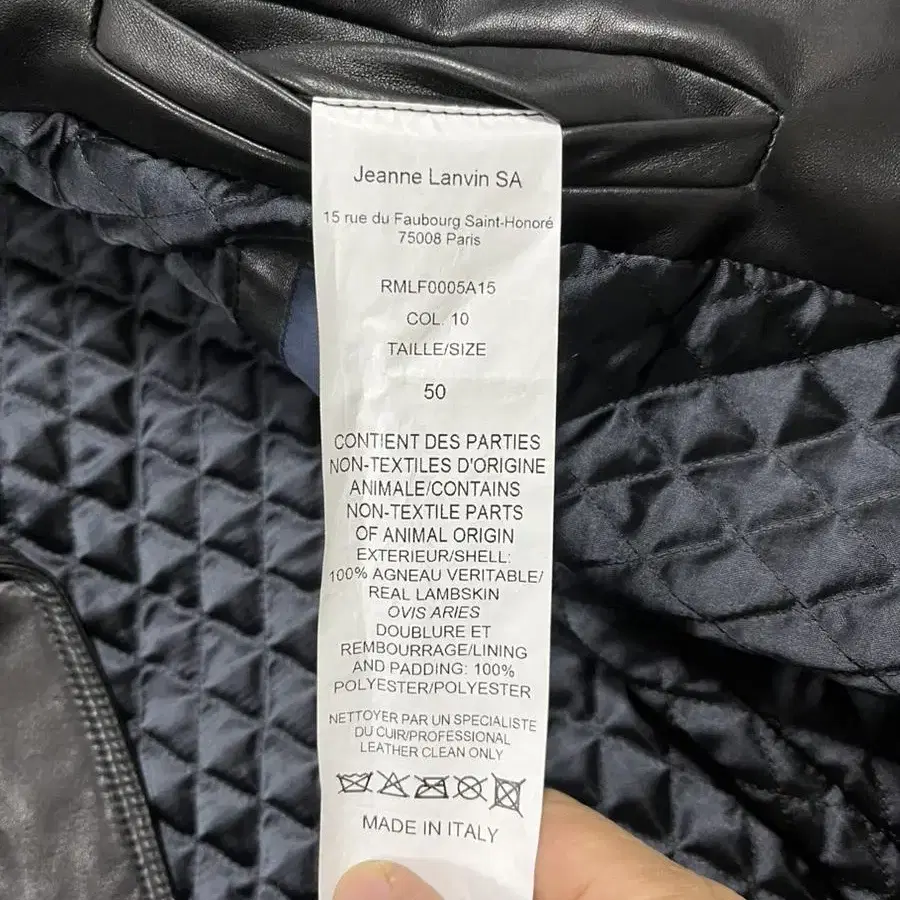 Jeanne Lanvin SA
15 rue du Faubourg Saint-Honoré
75008 Paris
RMLF0005A15
COL. 10
TAILLE/SIZE
50
CONTIENT DES PARTIES
NON-TEXTILES D'ORIGINE
ANIMALE/CONTAINS
NON-TEXTILE PARTS
OF ANIMAL ORIGIN
EXTERIEUR/SHELL:
100% AGNEAU VERITABLE/
REAL LAMBSKIN
OVIS ARIES
DOUBLURE ET
REMBOURRAGE/LINING
AND PADDING: 100%
POLYESTER/POLYESTER
NETTOYER PAR UN SPECIALISTE
DU CUIR/PROFESSIONAL
LEATHER CLEAN ONLY
MADE IN ITALY